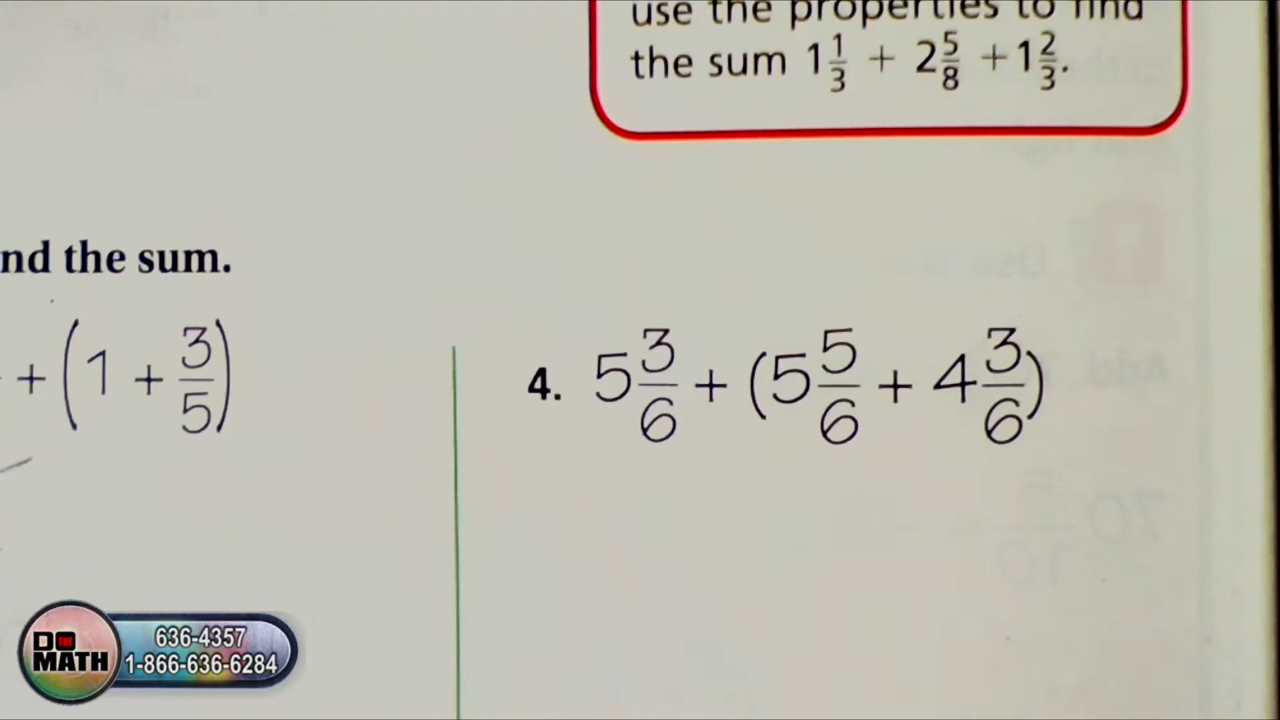 use the properties to find
the sum 1 1/3 + 2 5/8 + 1 2/3.
nd the sum.
+ (1 + 3/5)
4. 5 3/6 + (5 5/6 + 4 3/6)
DO THE MATH
636-4357
1-866-636-6284